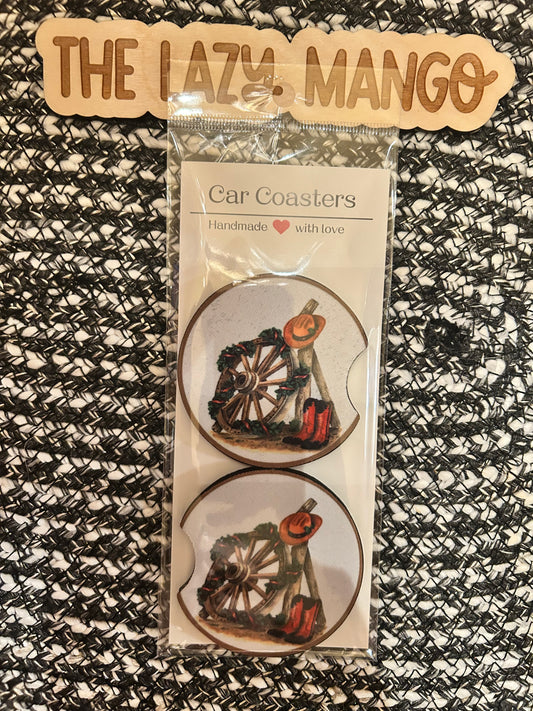 THE LAZY MANGO
Car Coasters
Handmade ❤ with love